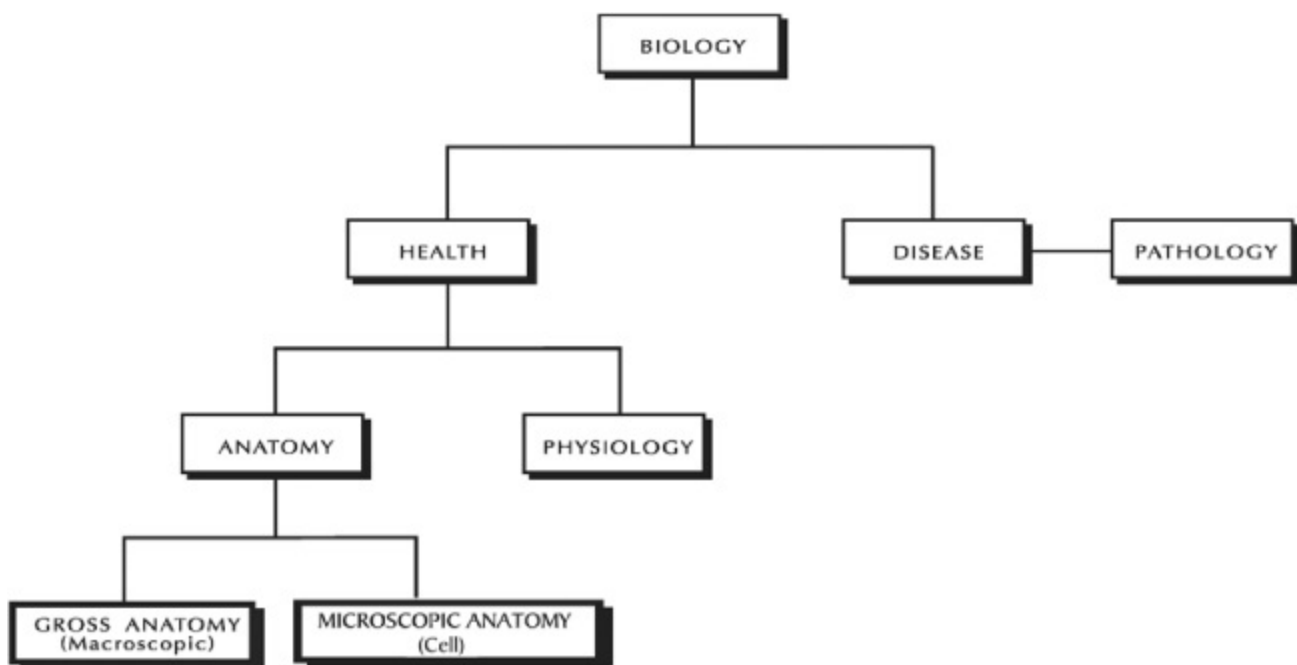 BIOLOGY
HEALTH
DISEASE
PATHOLOGY
ANATOMY
PHYSIOLOGY
GROSS ANATOMY
(Macroscopic)
MICROSCOPIC ANATOMY
(Cell)